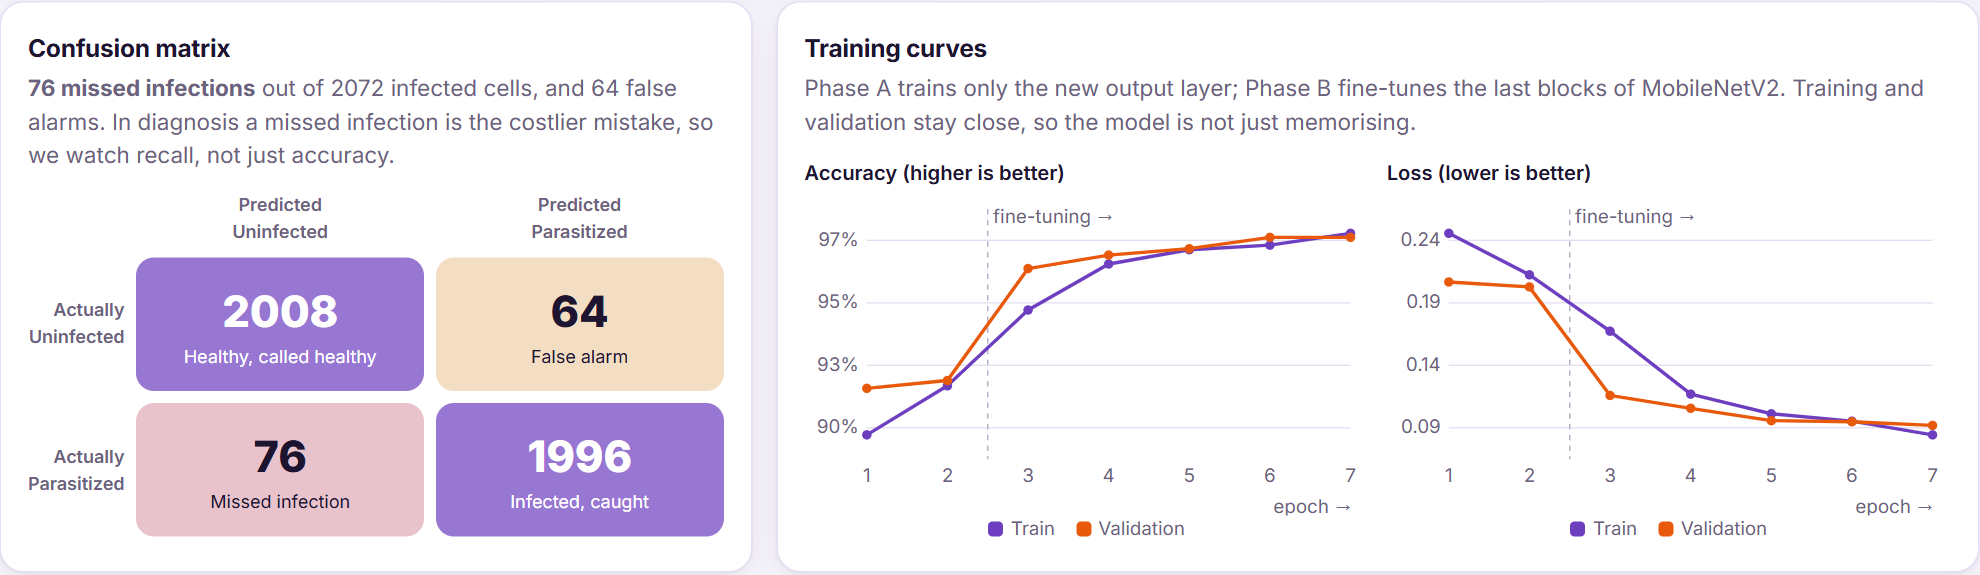 Confusion matrix
76 missed infections out of 2072 infected cells, and 64 false
alarms. In diagnosis a missed infection is the costlier mistake, so
we watch recall, not just accuracy.
Predicted
Uninfected
Predicted
Parasitized
Actually
Uninfected
2008
Healthy, called healthy
64
False alarm
Actually
Parasitized
76
Missed infection
1996
Infected, caught
Training curves
Phase A trains only the new output layer; Phase B fine-tunes the last blocks of MobileNetV2. Training and
validation stay close, so the model is not just memorising.
Accuracy (higher is better)
fine-tuning →
97%
95%
93%
90%
1 2 3 4 5 6 7
epoch →
Train Validation
Loss (lower is better)
fine-tuning →
0.24
0.19
0.14
0.09
1 2 3 4 5 6 7
epoch →
Train Validation